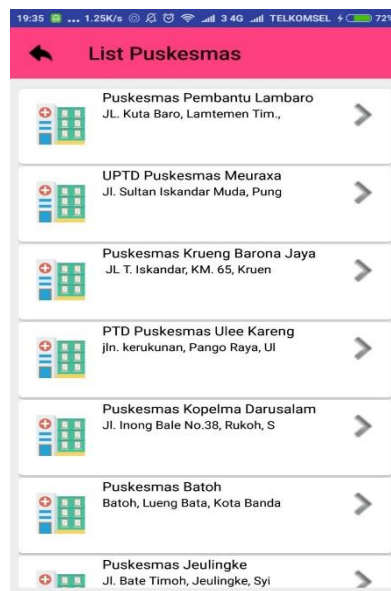 19:35 ... 1.25K/s 3 4G TELKOMSEL 72%
List Puskesmas
Puskesmas Pembantu Lambaro
JL. Kuta Baro, Lamtemen Tim.,
UPTD Puskesmas Meuraxa
Jl. Sultan Iskandar Muda, Pung
Puskesmas Krueng Barona Jaya
JL T. Iskandar, KM. 65, Kruen
PTD Puskesmas Ulee Kareng
jln. kerukunan, Pango Raya, Ul
Puskesmas Kopelma Darusalam
Jl. Inong Bale No.38, Rukoh, S
Puskesmas Batoh
Batoh, Lueng Bata, Kota Banda
Puskesmas Jeulingke
Jl. Bate Timoh, Jeulingke, Syi